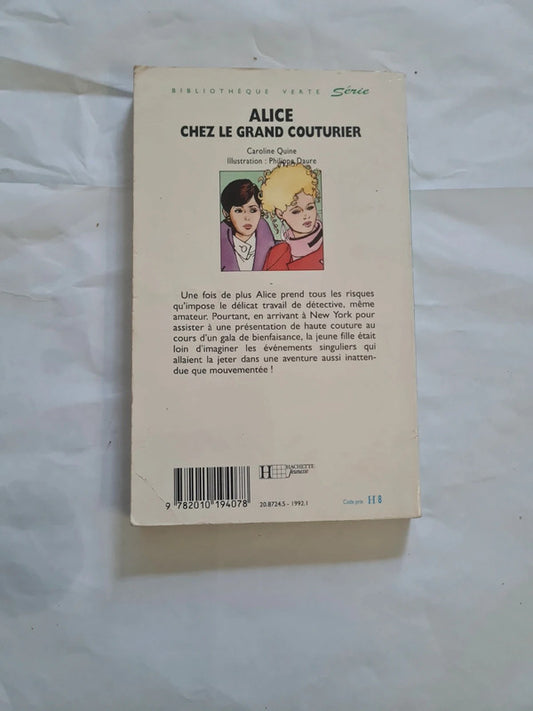 BIBLIOTHÈQUE VERTE Série
ALICE
CHEZ LE GRAND COUTURIER
Caroline Quine
Illustration : Philippe Daure
Une fois de plus Alice prend tous les risques
qu'impose le délicat travail de détective, même
amateur. Pourtant, en arrivant à New York pour
assister à une présentation de haute couture au
cours d'un gala de bienfaisance, la jeune fille était
loin d'imaginer les événements singuliers qui
allaient la jeter dans une aventure aussi inatten-
due que mouvementée !
H HACHETTE
Jeunesse
9 782010 194078
20.8724.5 - 1992.1
Code prix H 8